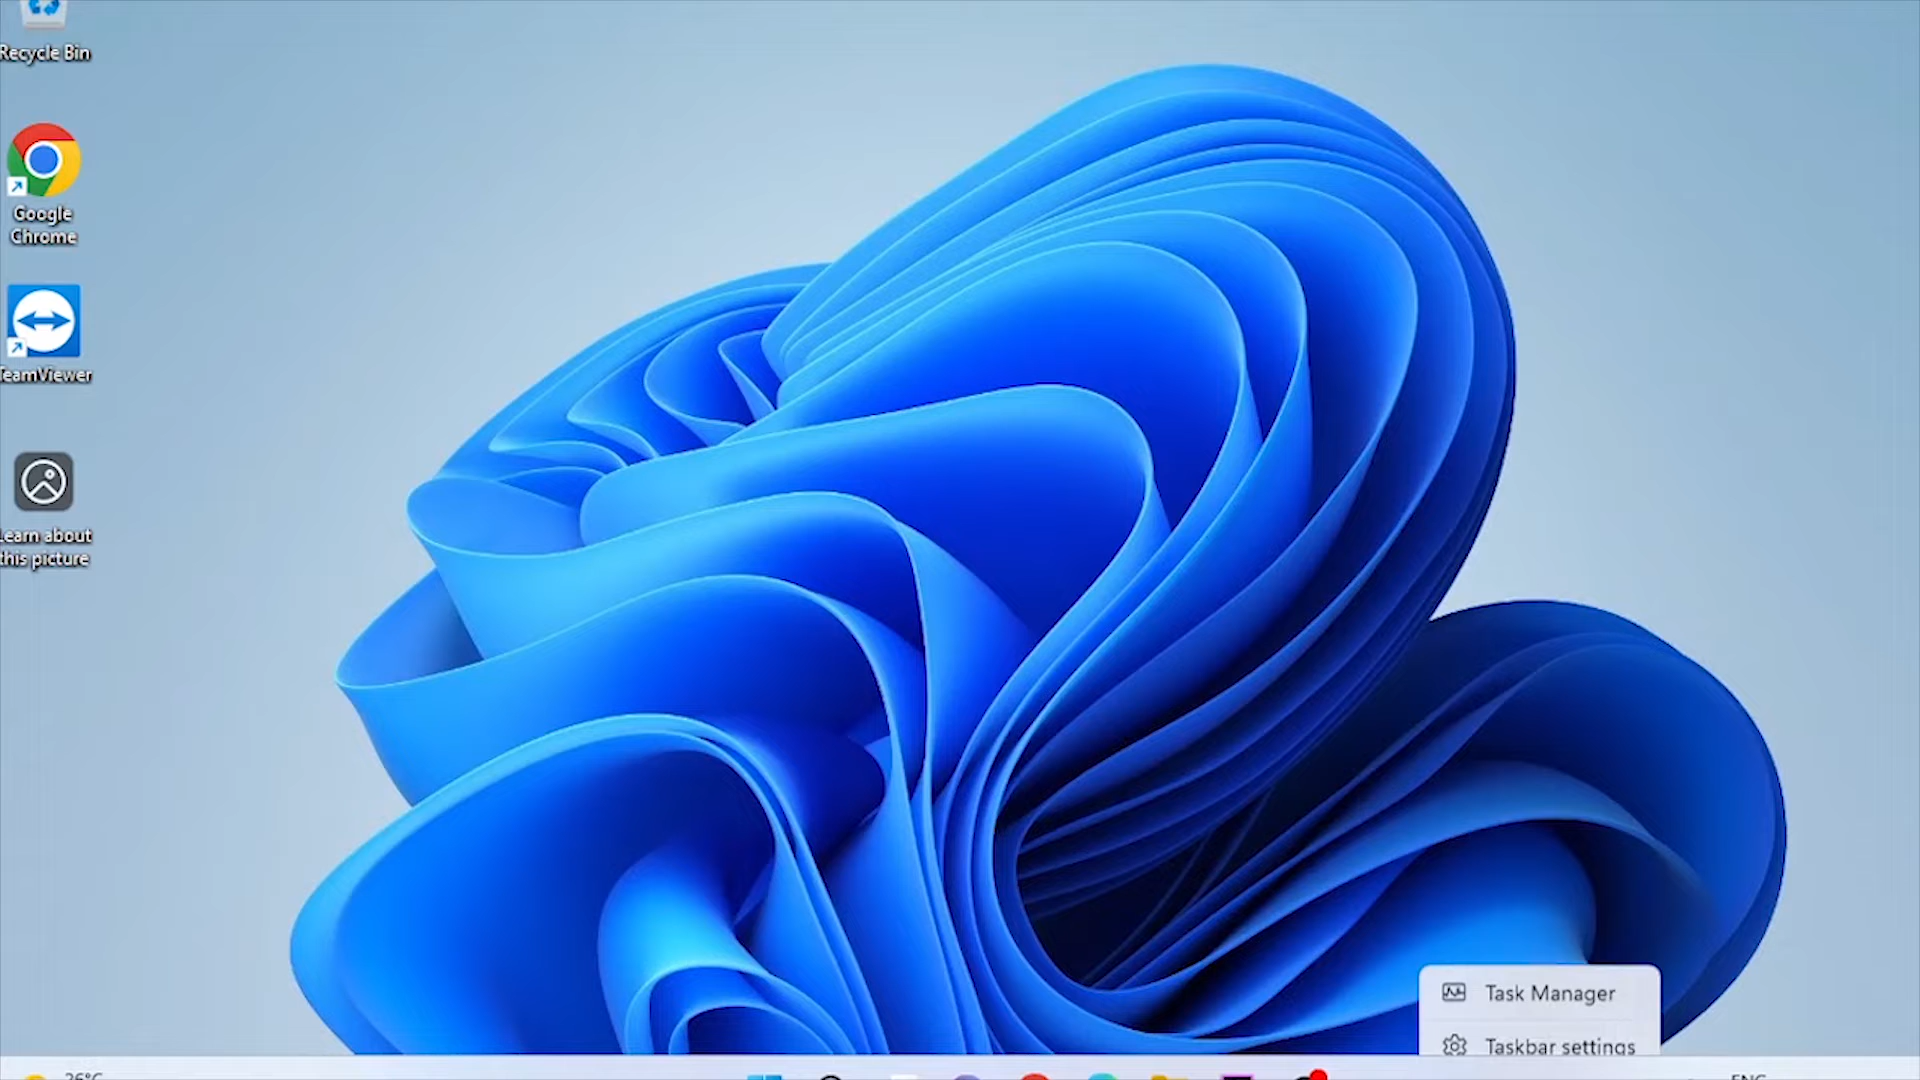 Recycle Bin
Google
Chrome
TeamViewer
Learn about
this picture
Task Manager
Taskbar settings
26°C
ENG